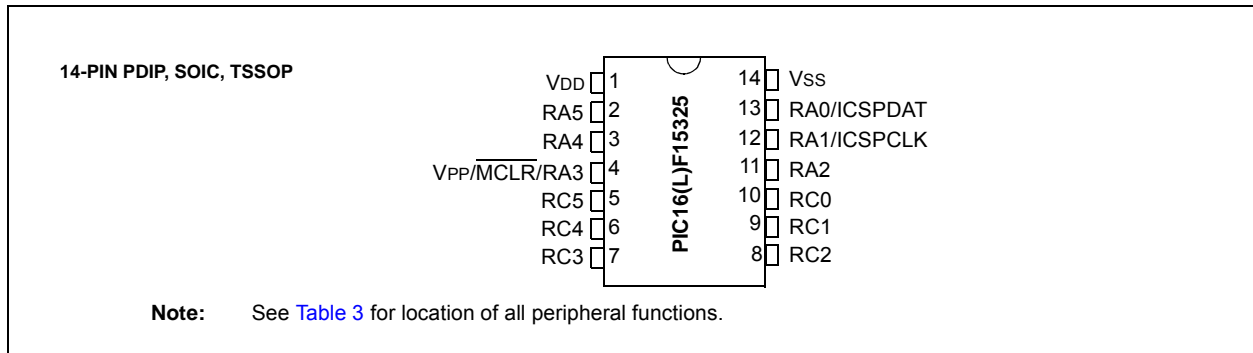 14-PIN PDIP, SOIC, TSSOP
VDD 1 14 VSS
RA5 2 13 RA0/ICSPDAT
RA4 3 12 RA1/ICSPCLK
VPP/MCLR/RA3 4 11 RA2
RC5 5 10 RC0
RC4 6 9 RC1
RC3 7 8 RC2
PIC16(L)F15325
Note: See Table 3 for location of all peripheral functions.